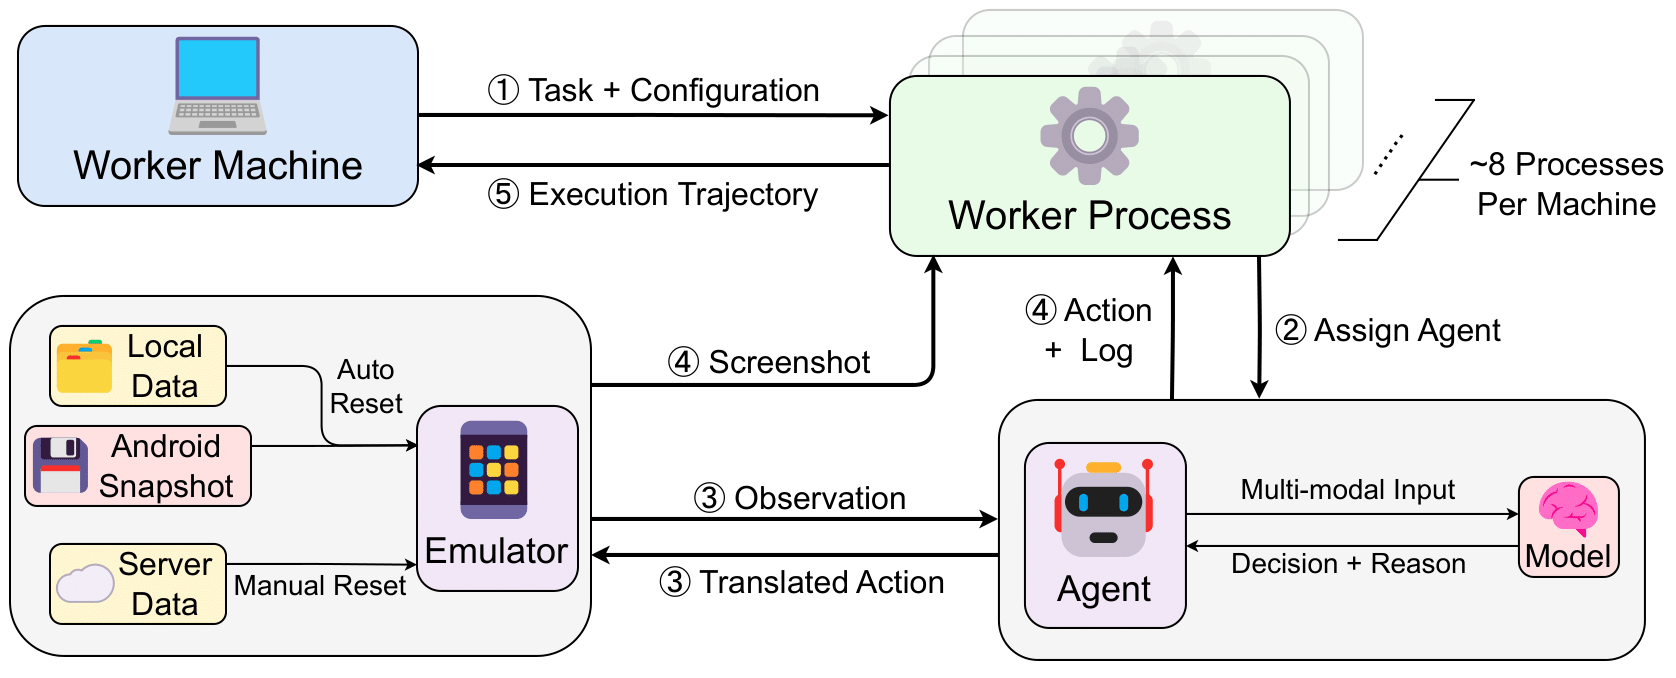 ① Task + Configuration
Worker Machine
⑤ Execution Trajectory
Worker Process
~8 Processes
Per Machine
Local
Data
Auto
Reset
Android
Snapshot
Server
Data
Manual Reset
Emulator
④ Screenshot
④ Action
+ Log
② Assign Agent
③ Observation
③ Translated Action
Agent
Multi-modal Input
Decision + Reason
Model